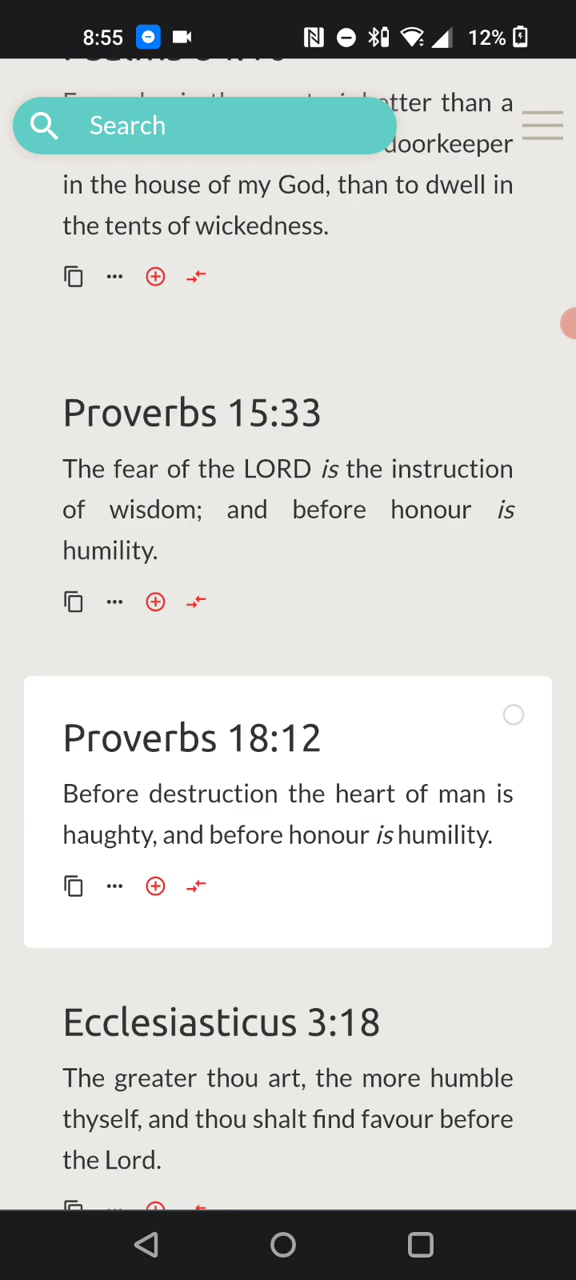 8:55
12%
Search
tter than a
doorkeeper
in the house of my God, than to dwell in
the tents of wickedness.
Proverbs 15:33
The fear of the LORD is the instruction
of wisdom; and before honour is
humility.
Proverbs 18:12
Before destruction the heart of man is
haughty, and before honour is humility.
Ecclesiasticus 3:18
The greater thou art, the more humble
thyself, and thou shalt find favour before
the Lord.